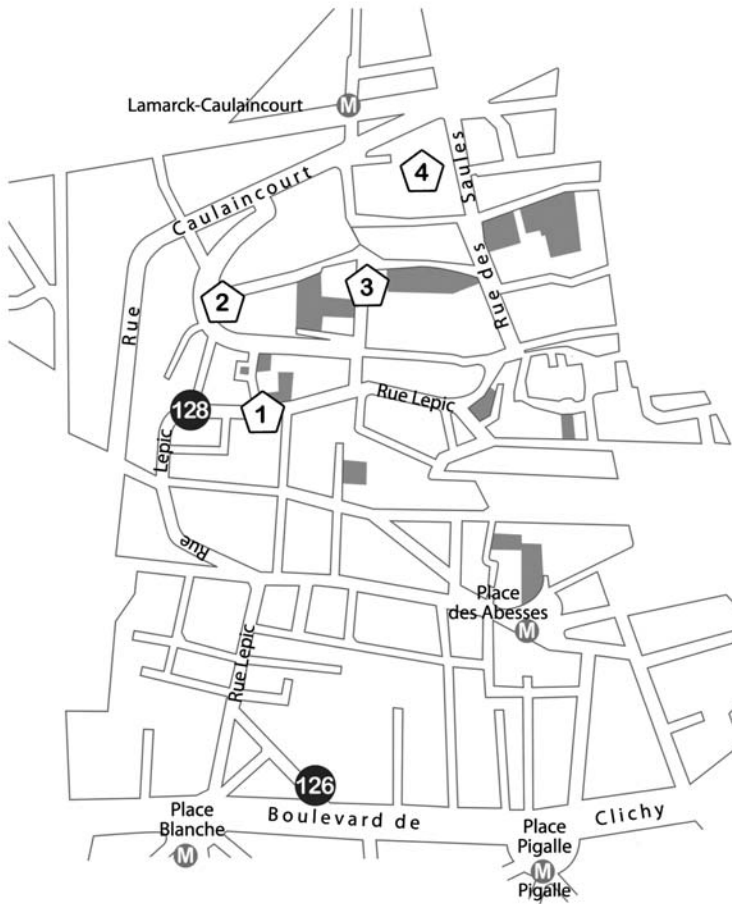 Lamarck-Caulaincourt
M
4
Saules
Caulaincourt
Rue des
3
2
Rue
Rue Lepic
128
1
Lepic
Rue
Place
des Abesses
M
Rue Lepic
126
Boulevard de
Clichy
Place
Blanche
M
Place
Pigalle
M
Pigalle